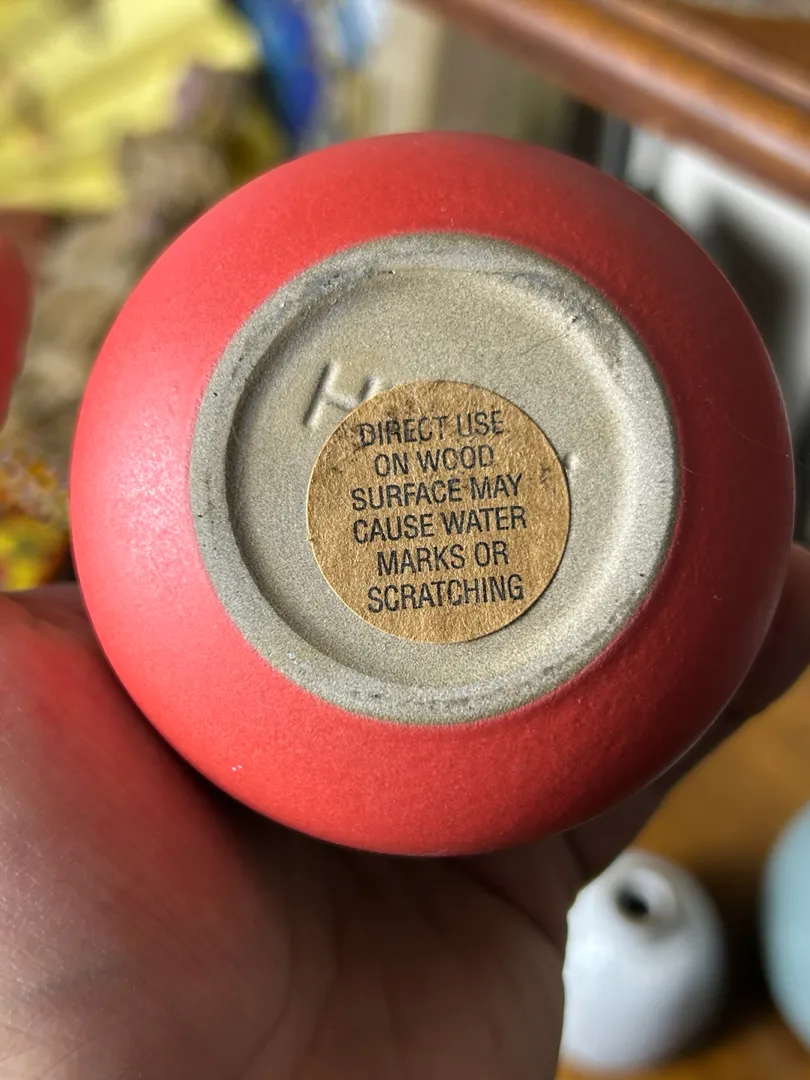 DIRECT USE
ON WOOD
SURFACE MAY
CAUSE WATER
MARKS OR
SCRATCHING